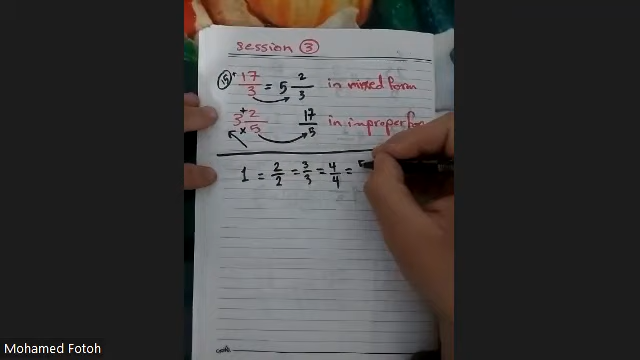 session ③
⑮ 17/3 = 5 2/3 in mixed form
3 + 2/5 × 17/5 in improper
1 = 2/2 = 3/3 = 4/4 = 5
Mohamed Fotoh